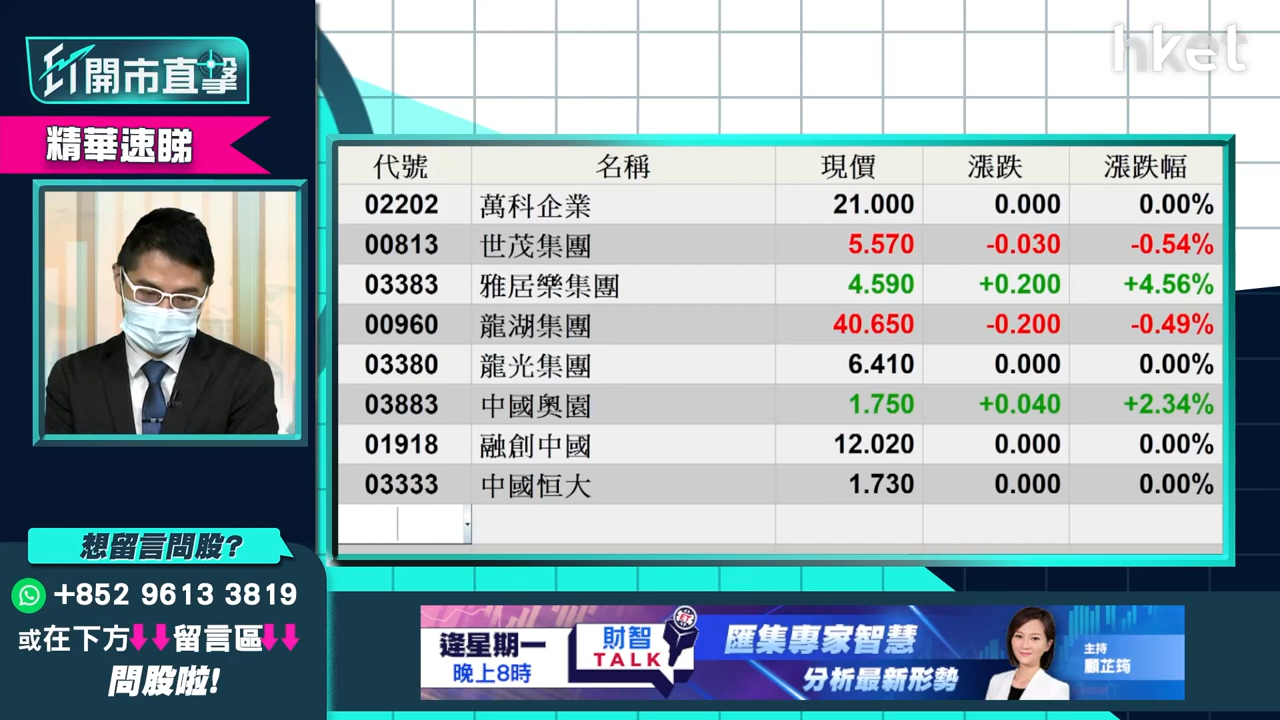 ET開市直擊
精華速睇
hket
代號 名稱 現價 漲跌 漲跌幅
02202 萬科企業 21.000 0.000 0.00%
00813 世茂集團 5.570 -0.030 -0.54%
03383 雅居樂集團 4.590 +0.200 +4.56%
00960 龍湖集團 40.650 -0.200 -0.49%
03380 龍光集團 6.410 0.000 0.00%
03883 中國奧園 1.750 +0.040 +2.34%
01918 融創中國 12.020 0.000 0.00%
03333 中國恒大 1.730 0.000 0.00%
想留言問股?
+852 9613 3819
或在下方留言區
問股啦!
逢星期一
晚上8時
財智
TALK
匯集專家智慧
分析最新形勢
主持
顧芷筠